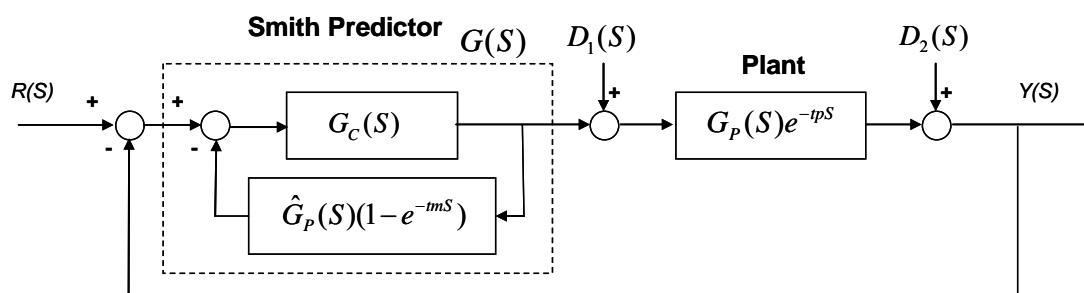 Smith Predictor
G(S)
D₁(S)
Plant
D₂(S)
R(S)
+
-
+
-
G_C(S)
+
G_P(S)e^{-tpS}
+
Y(S)
Ĝ_P(S)(1-e^{-tmS})